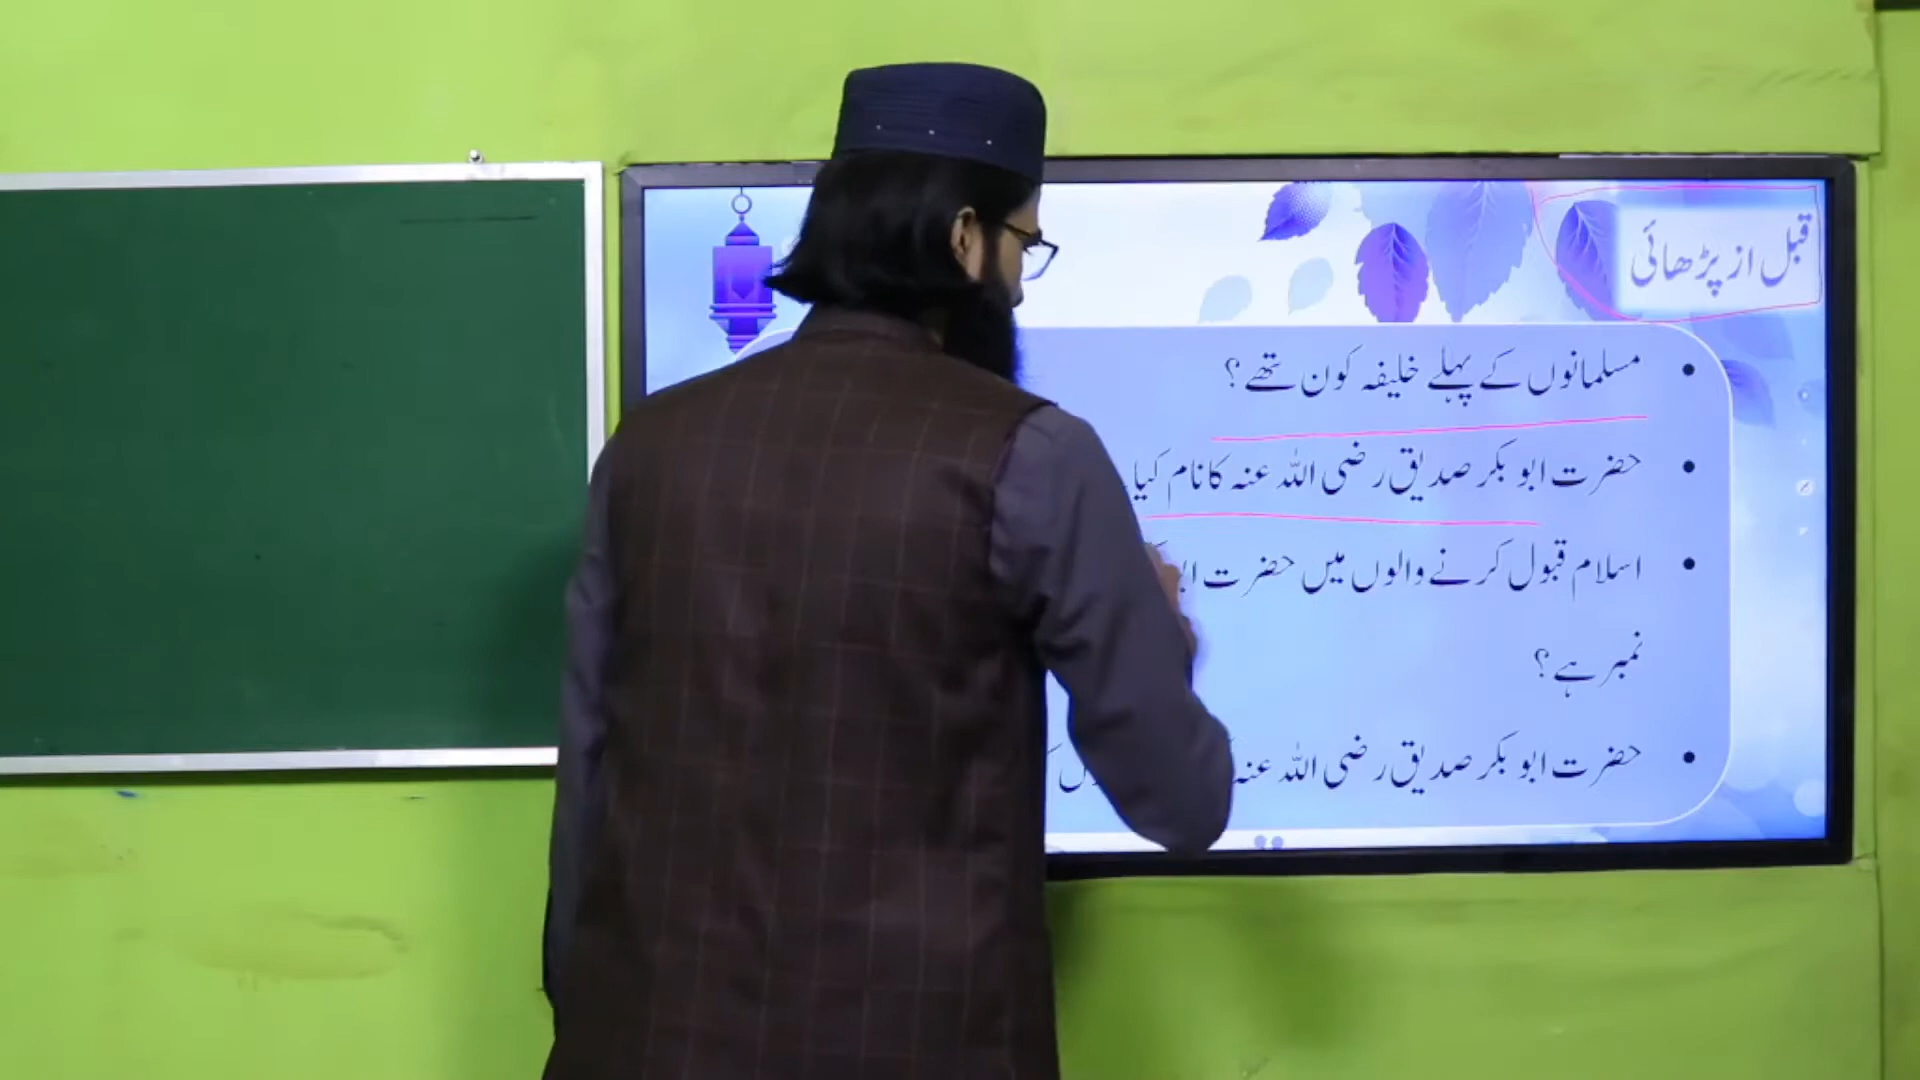 قبل از پڑھائی
مسلمانوں کے پہلے خلیفہ کون تھے؟
حضرت ابو بکر صدیق رضی اللہ عنہ کا نام کیا
اسلام قبول کرنے والوں میں حضرت ابو
نمبر ہے؟
حضرت ابو بکر صدیق رضی اللہ عنہ